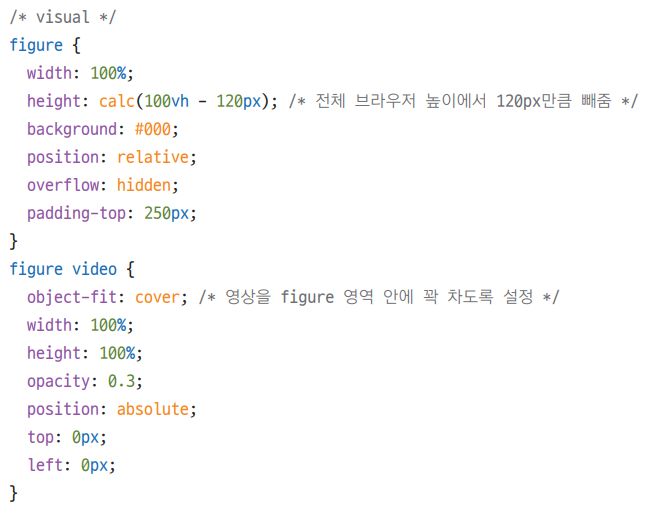 /* visual */
figure {
  width: 100%;
  height: calc(100vh - 120px); /* 전체 브라우저 높이에서 120px만큼 빼줌 */
  background: #000;
  position: relative;
  overflow: hidden;
  padding-top: 250px;
}
figure video {
  object-fit: cover; /* 영상을 figure 영역 안에 꽉 차도록 설정 */
  width: 100%;
  height: 100%;
  opacity: 0.3;
  position: absolute;
  top: 0px;
  left: 0px;
}